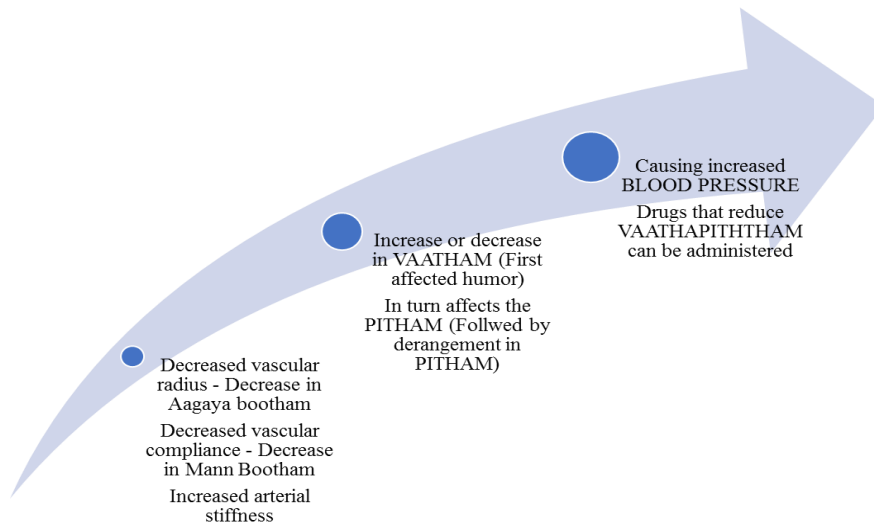 Decreased vascular
radius - Decrease in
Aagaya bootham
Decreased vascular
compliance - Decrease
in Mann Bootham
Increased arterial
stiffness
Increase or decrease
in VAATHAM (First
affected humor)
In turn affects the
PITHAM (Follwed by
derangement in
PITHAM)
Causing increased
BLOOD PRESSURE
Drugs that reduce
VAATHAPITHTHAM
can be administered